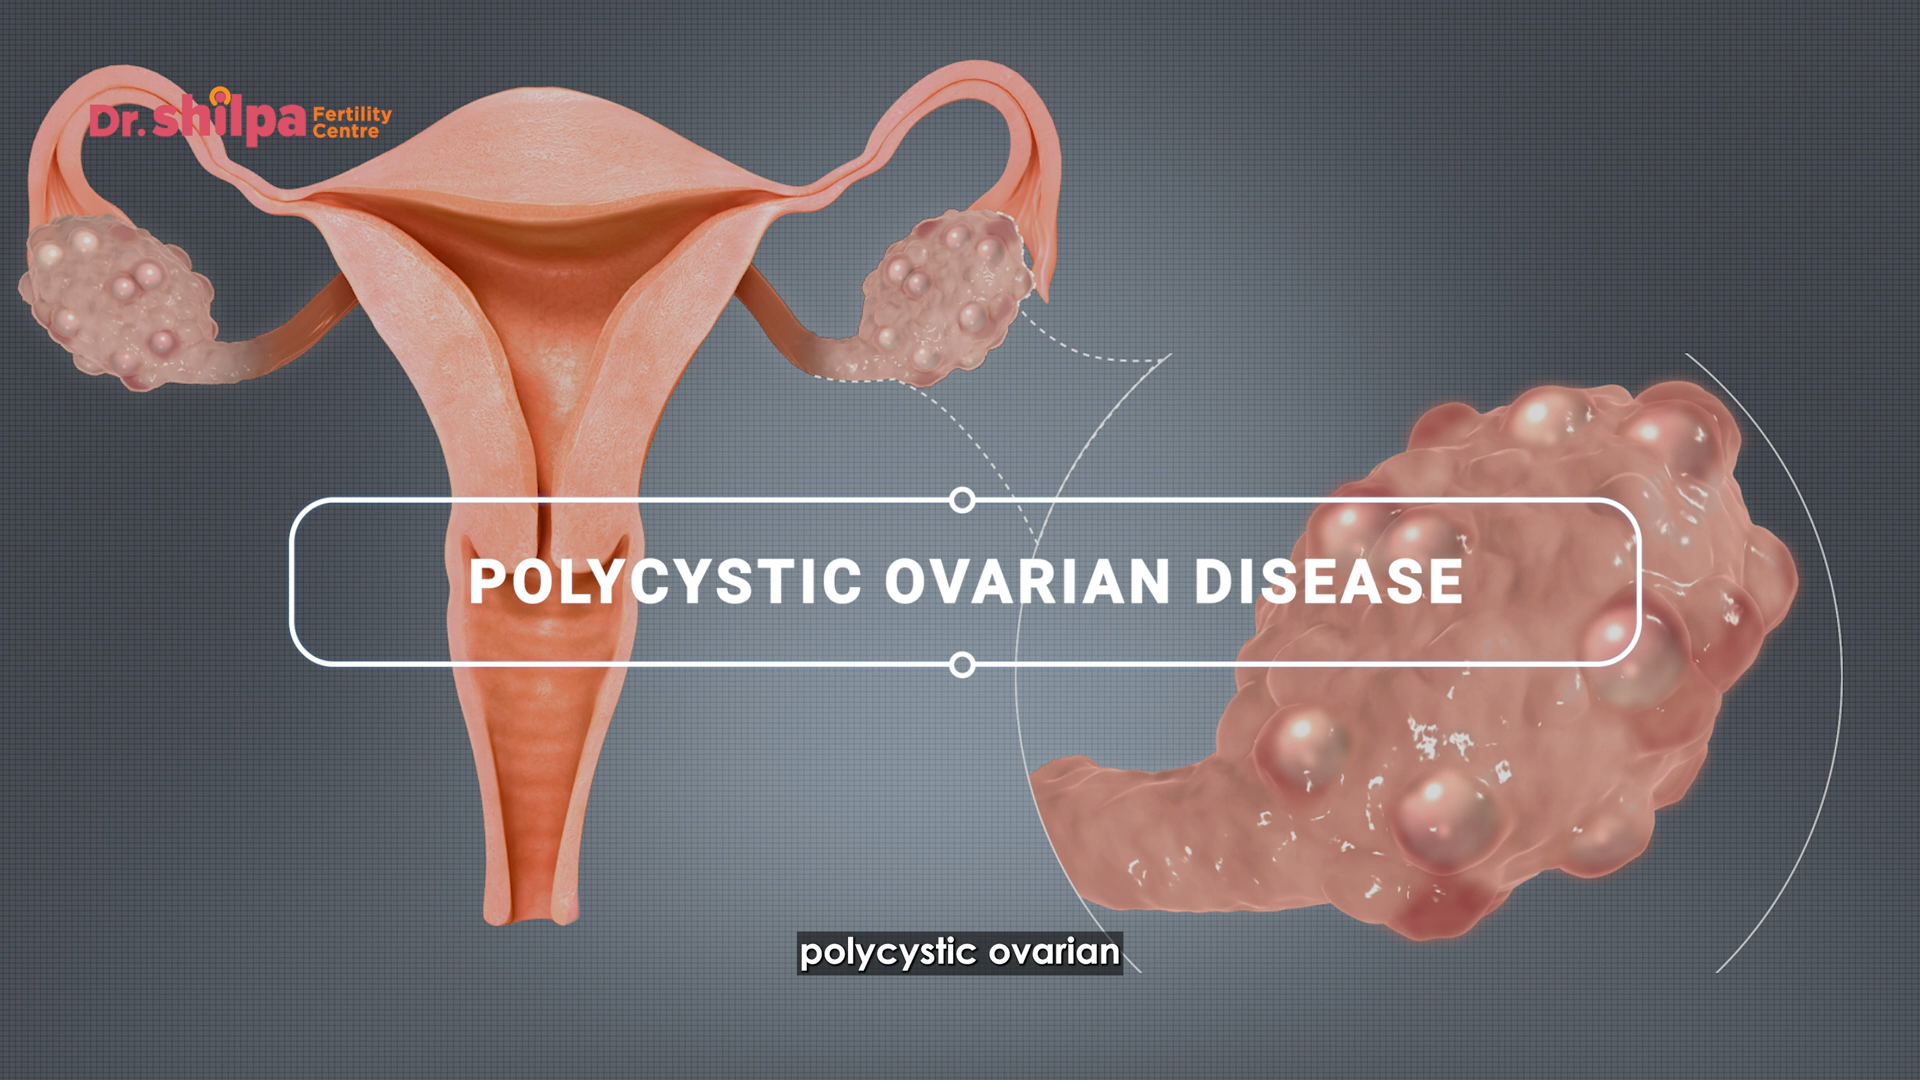 Dr. shilpa Fertility
Centre
POLYCYSTIC OVARIAN DISEASE
polycystic ovarian